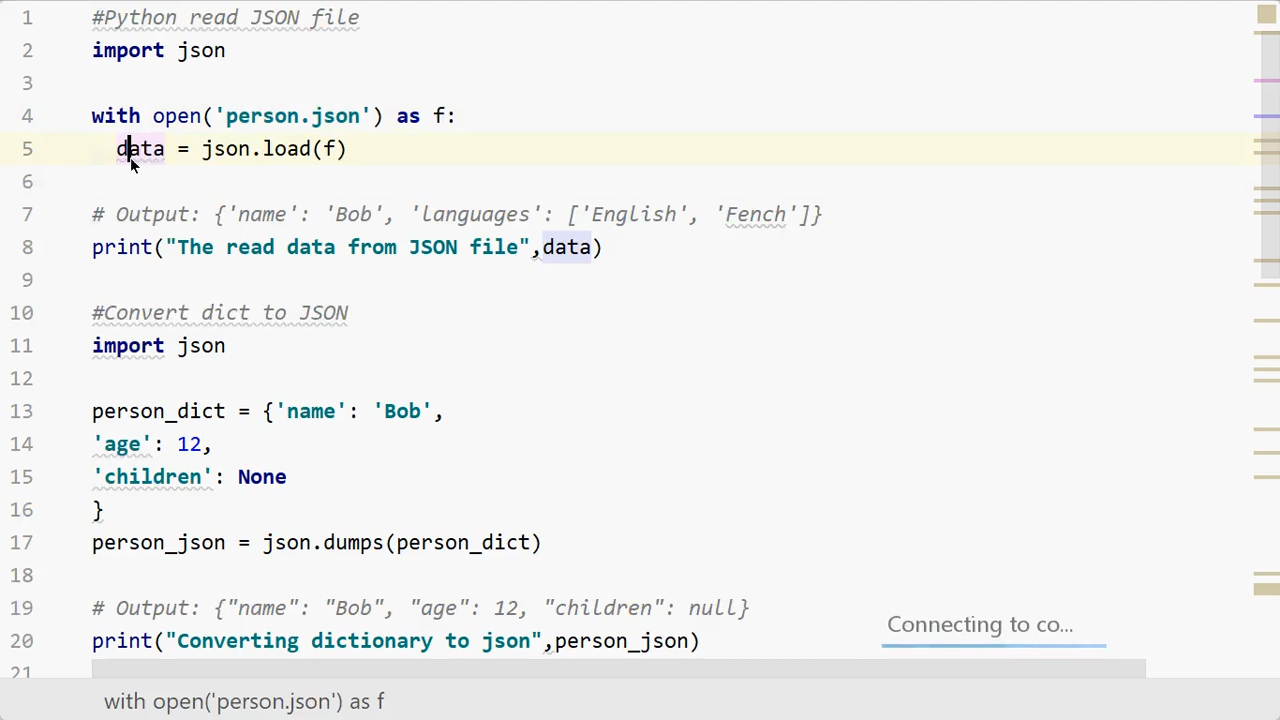 1 #Python read JSON file
2 import json
3
4 with open('person.json') as f:
5 data = json.load(f)
6
7 # Output: {'name': 'Bob', 'languages': ['English', 'Fench']}
8 print("The read data from JSON file",data)
9
10 #Convert dict to JSON
11 import json
12
13 person_dict = {'name': 'Bob',
14 'age': 12,
15 'children': None
16 }
17 person_json = json.dumps(person_dict)
18
19 # Output: {"name": "Bob", "age": 12, "children": null}
20 print("Converting dictionary to json",person_json)
Connecting to co...
21
with open('person.json') as f